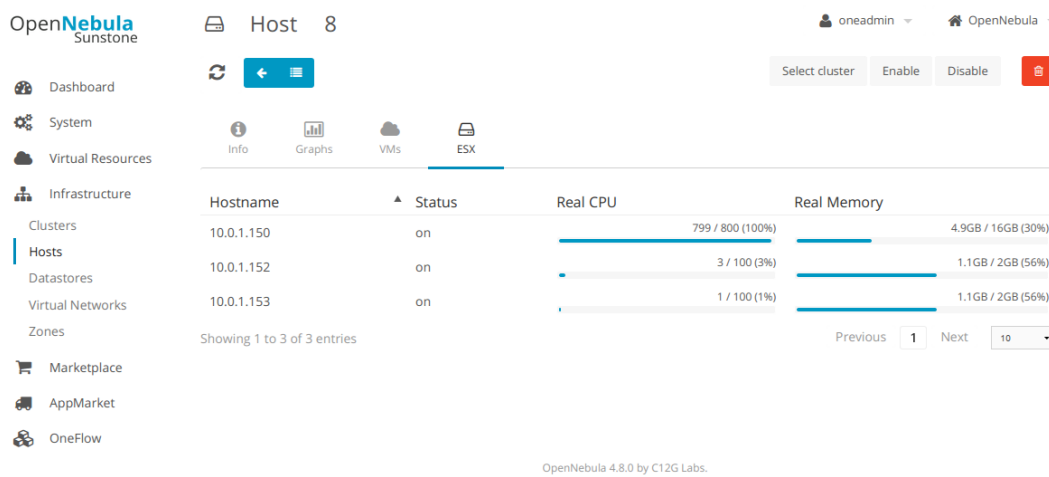 OpenNebula
Sunstone
Host 8
oneadmin
OpenNebula
Select cluster Enable Disable
Dashboard
System
Virtual Resources
Infrastructure
Clusters
Hosts
Datastores
Virtual Networks
Zones
Marketplace
AppMarket
OneFlow
Info Graphs VMs ESX
Hostname Status Real CPU Real Memory
10.0.1.150 on 799 / 800 (100%) 4.9GB / 16GB (30%)
10.0.1.152 on 3 / 100 (3%) 1.1GB / 2GB (56%)
10.0.1.153 on 1 / 100 (1%) 1.1GB / 2GB (56%)
Showing 1 to 3 of 3 entries
Previous 1 Next 10
OpenNebula 4.8.0 by C12G Labs.